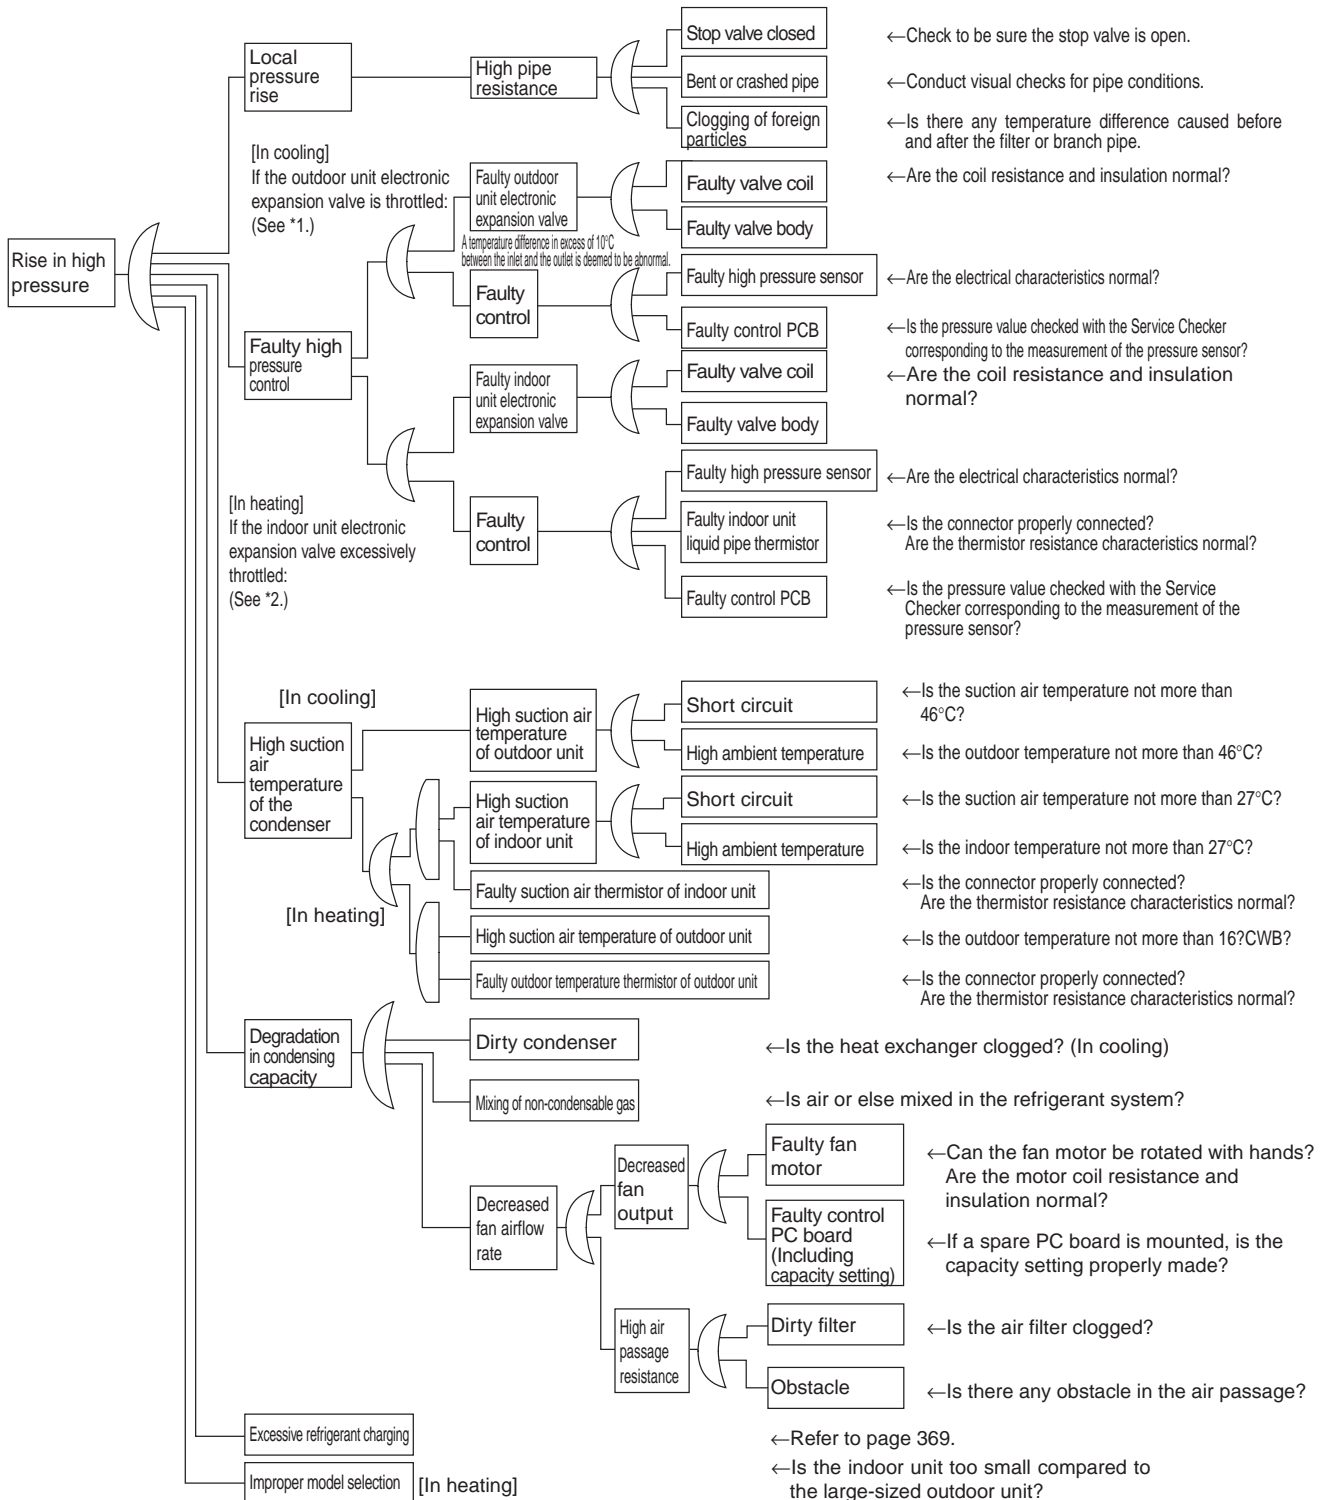 Rise in high
pressure
Local
pressure
rise
High pipe
resistance
Stop valve closed
←Check to be sure the stop valve is open.
Bent or crashed pipe
←Conduct visual checks for pipe conditions.
Clogging of foreign
particles
←Is there any temperature difference caused before
and after the filter or branch pipe.
[In cooling]
If the outdoor unit electronic
expansion valve is throttled:
(See *1.)
Faulty high
pressure
control
Faulty outdoor
unit electronic
expansion valve
A temperature difference in excess of 10°C
between the inlet and the outlet is deemed to be abnormal.
Faulty valve coil
←Are the coil resistance and insulation normal?
Faulty valve body
Faulty
control
Faulty high pressure sensor
←Are the electrical characteristics normal?
Faulty control PCB
←Is the pressure value checked with the Service Checker
corresponding to the measurement of the pressure sensor?
Faulty indoor
unit electronic
expansion valve
Faulty valve coil
←Are the coil resistance and insulation
normal?
Faulty valve body
[In heating]
If the indoor unit electronic
expansion valve excessively
throttled:
(See *2.)
Faulty
control
Faulty high pressure sensor
←Are the electrical characteristics normal?
Faulty indoor unit
liquid pipe thermistor
←Is the connector properly connected?
Are the thermistor resistance characteristics normal?
Faulty control PCB
←Is the pressure value checked with the Service
Checker corresponding to the measurement of the
pressure sensor?
[In cooling]
High suction
air
temperature
of the
condenser
High suction air
temperature
of outdoor unit
Short circuit
←Is the suction air temperature not more than
46°C?
High ambient temperature
←Is the outdoor temperature not more than 46°C?
High suction
air temperature
of indoor unit
Short circuit
←Is the suction air temperature not more than 27°C?
High ambient temperature
←Is the indoor temperature not more than 27°C?
[In heating]
Faulty suction air thermistor of indoor unit
←Is the connector properly connected?
Are the thermistor resistance characteristics normal?
High suction air temperature of outdoor unit
←Is the outdoor temperature not more than 16?CWB?
Faulty outdoor temperature thermistor of outdoor unit
←Is the connector properly connected?
Are the thermistor resistance characteristics normal?
Degradation
in condensing
capacity
Dirty condenser
←Is the heat exchanger clogged? (In cooling)
Mixing of non-condensable gas
←Is air or else mixed in the refrigerant system?
Decreased
fan airflow
rate
Decreased
fan
output
Faulty fan
motor
←Can the fan motor be rotated with hands?
Are the motor coil resistance and
insulation normal?
Faulty control
PC board
(Including
capacity setting)
←If a spare PC board is mounted, is the
capacity setting properly made?
High air
passage
resistance
Dirty filter
←Is the air filter clogged?
Obstacle
←Is there any obstacle in the air passage?
Excessive refrigerant charging
←Refer to page 369.
Improper model selection
[In heating]
←Is the indoor unit too small compared to
the large-sized outdoor unit?